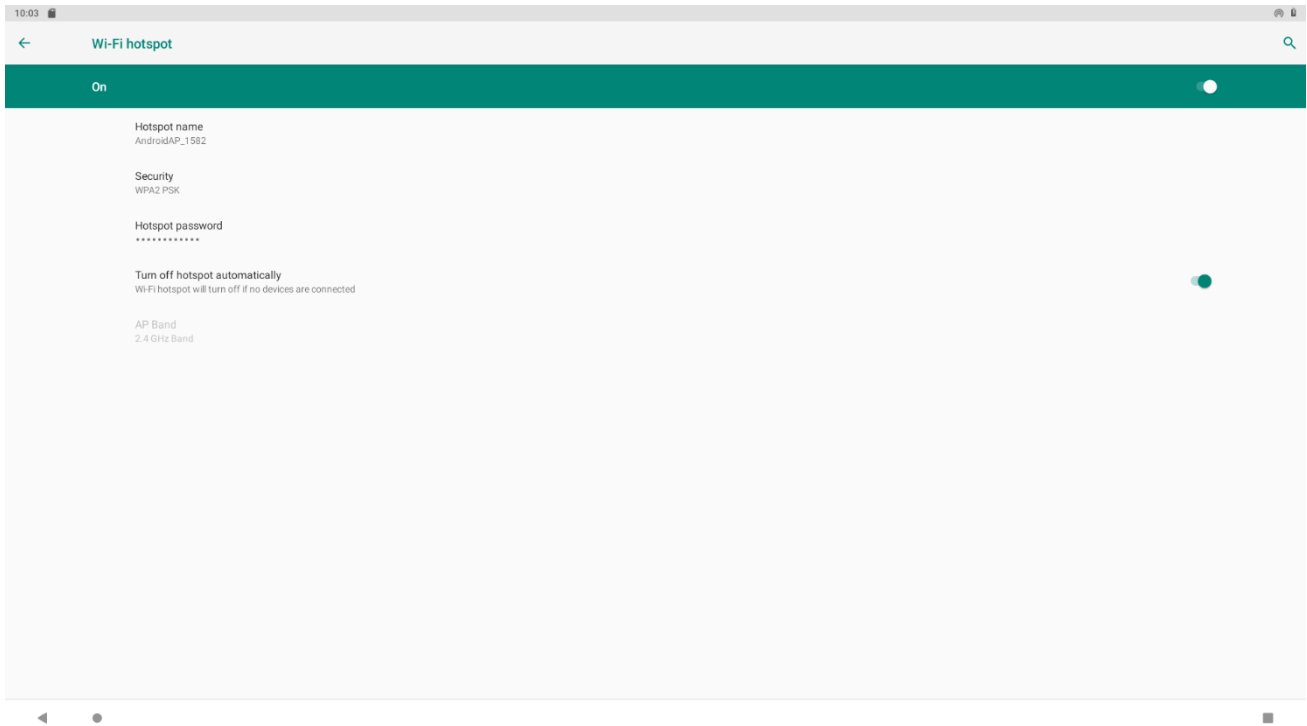 10:03
Wi-Fi hotspot
On
Hotspot name
AndroidAP_1582
Security
WPA2 PSK
Hotspot password
••••••••••••
Turn off hotspot automatically
Wi-Fi hotspot will turn off if no devices are connected
AP Band
2.4 GHz Band